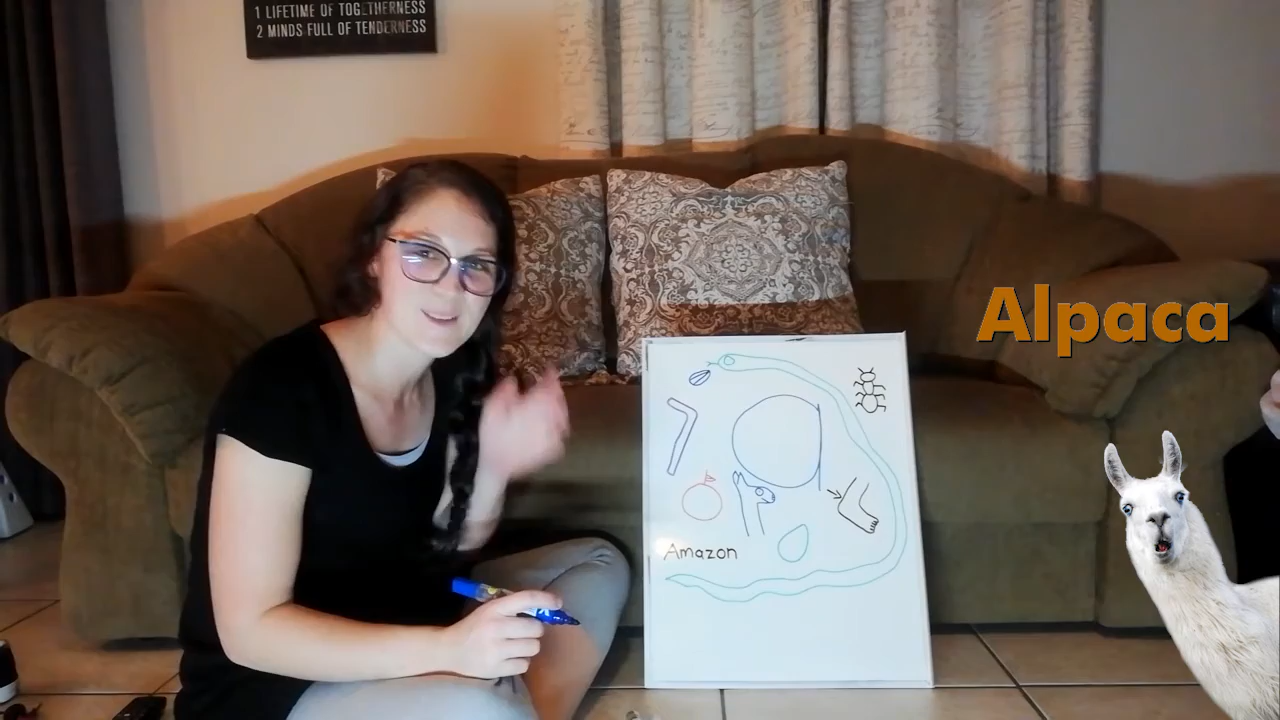 1 LIFETIME OF TOGETHERNESS
2 MINDS FULL OF TENDERNESS
Alpaca
Amazon